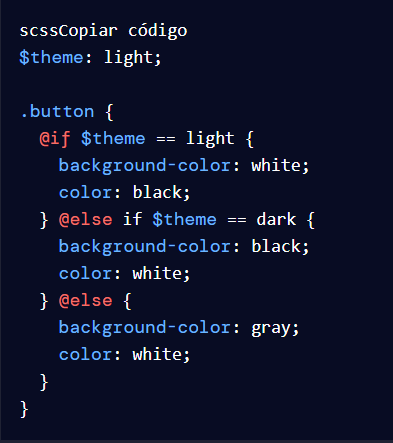 scssCopiar código
$theme: light;
.button {
@if $theme == light {
background-color: white;
color: black;
} @else if $theme == dark {
background-color: black;
color: white;
} @else {
background-color: gray;
color: white;
}
}